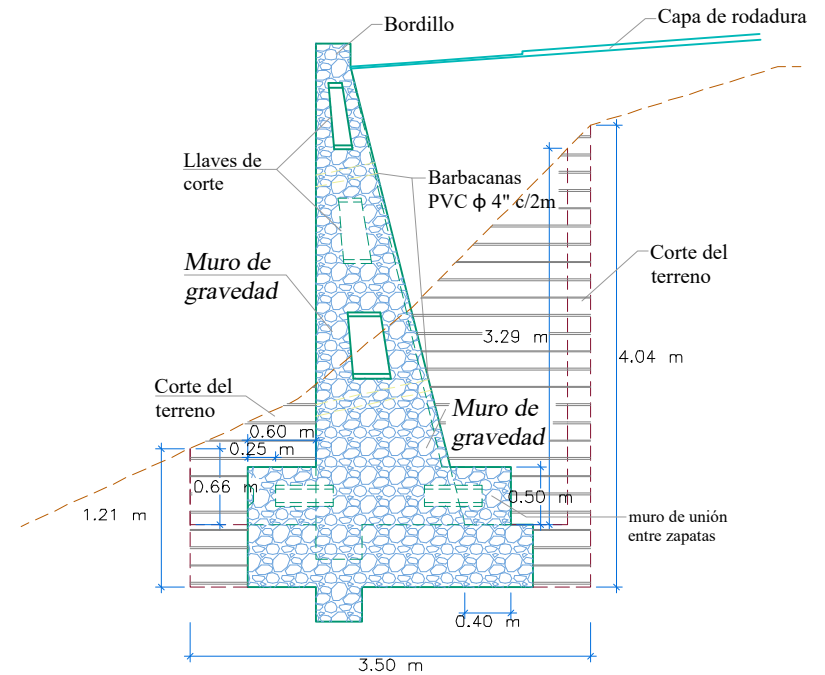 Bordillo
Capa de rodadura
Llaves de
corte
Barbacanas
PVC ϕ 4" c/2m
Muro de
gravedad
Corte del
terreno
3.29 m
4.04 m
Corte del
terreno
0.60 m
0.25 m
Muro de
gravedad
0.66 m
0.50 m
1.21 m
muro de unión
entre zapatas
0.40 m
3.50 m